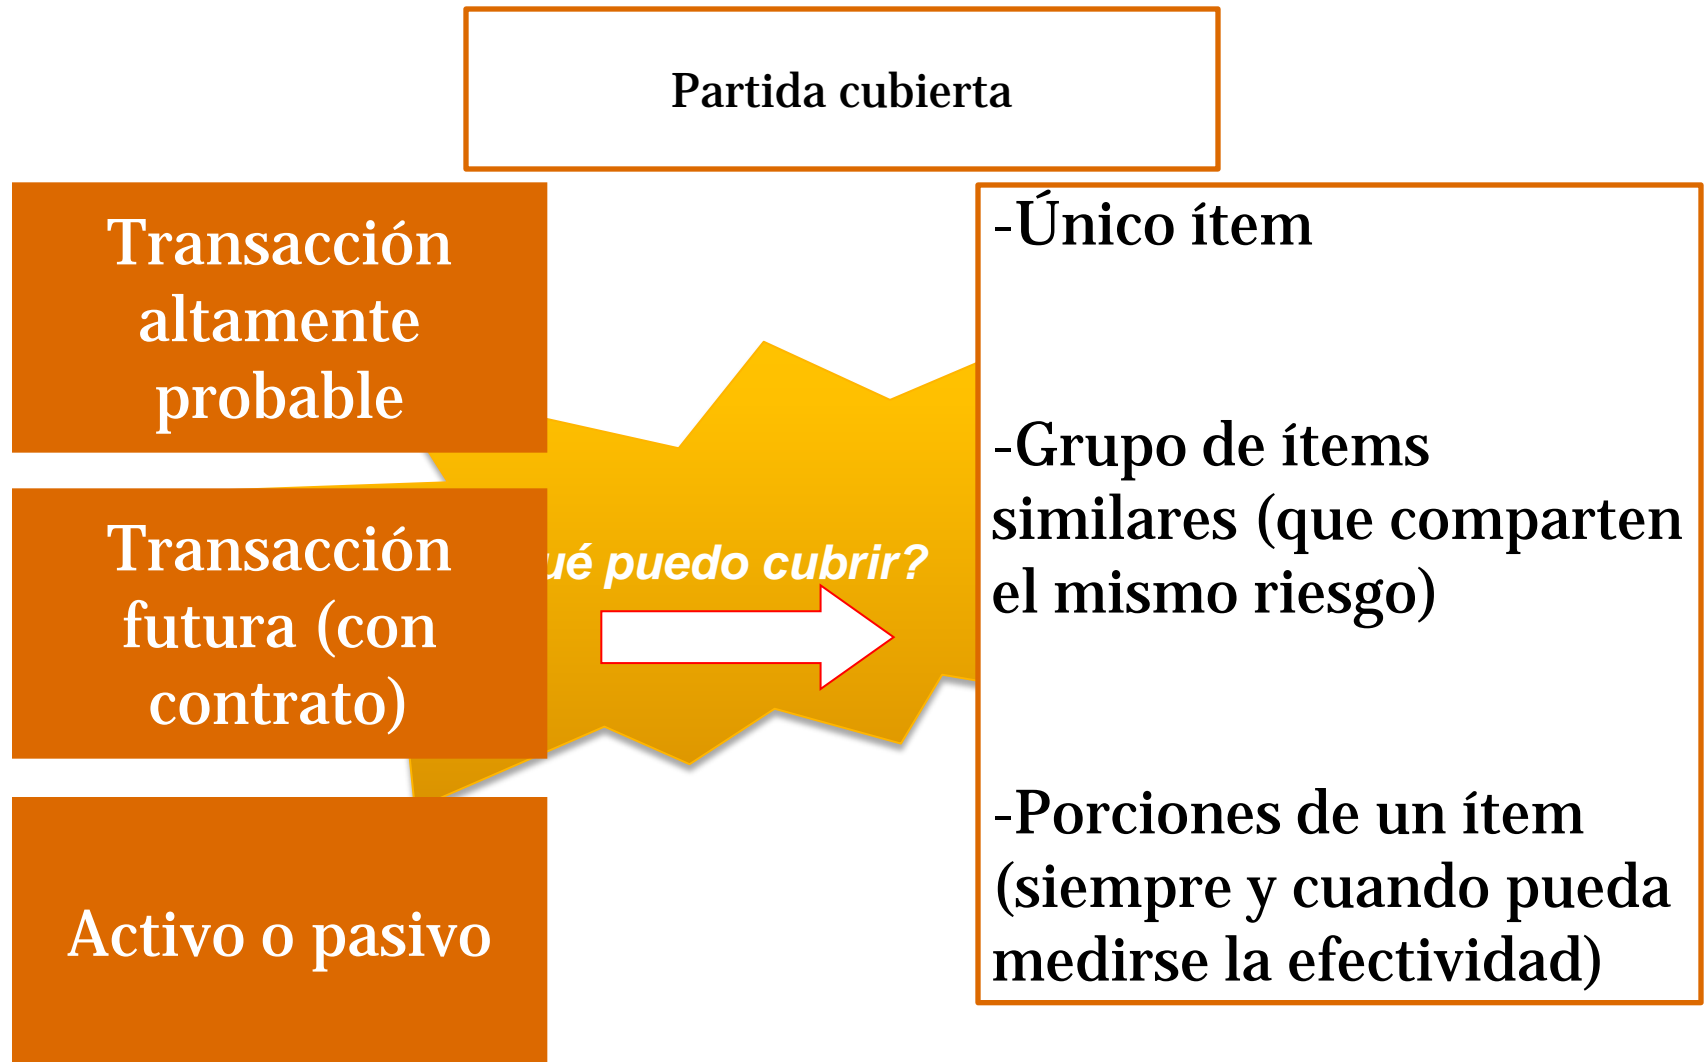 Partida cubierta
Transacción
altamente
probable
Transacción
futura (con
contrato)
Activo o pasivo
ué puedo cubrir?
-Único ítem
-Grupo de ítems
similares (que comparten
el mismo riesgo)
-Porciones de un ítem
(siempre y cuando pueda
medirse la efectividad)